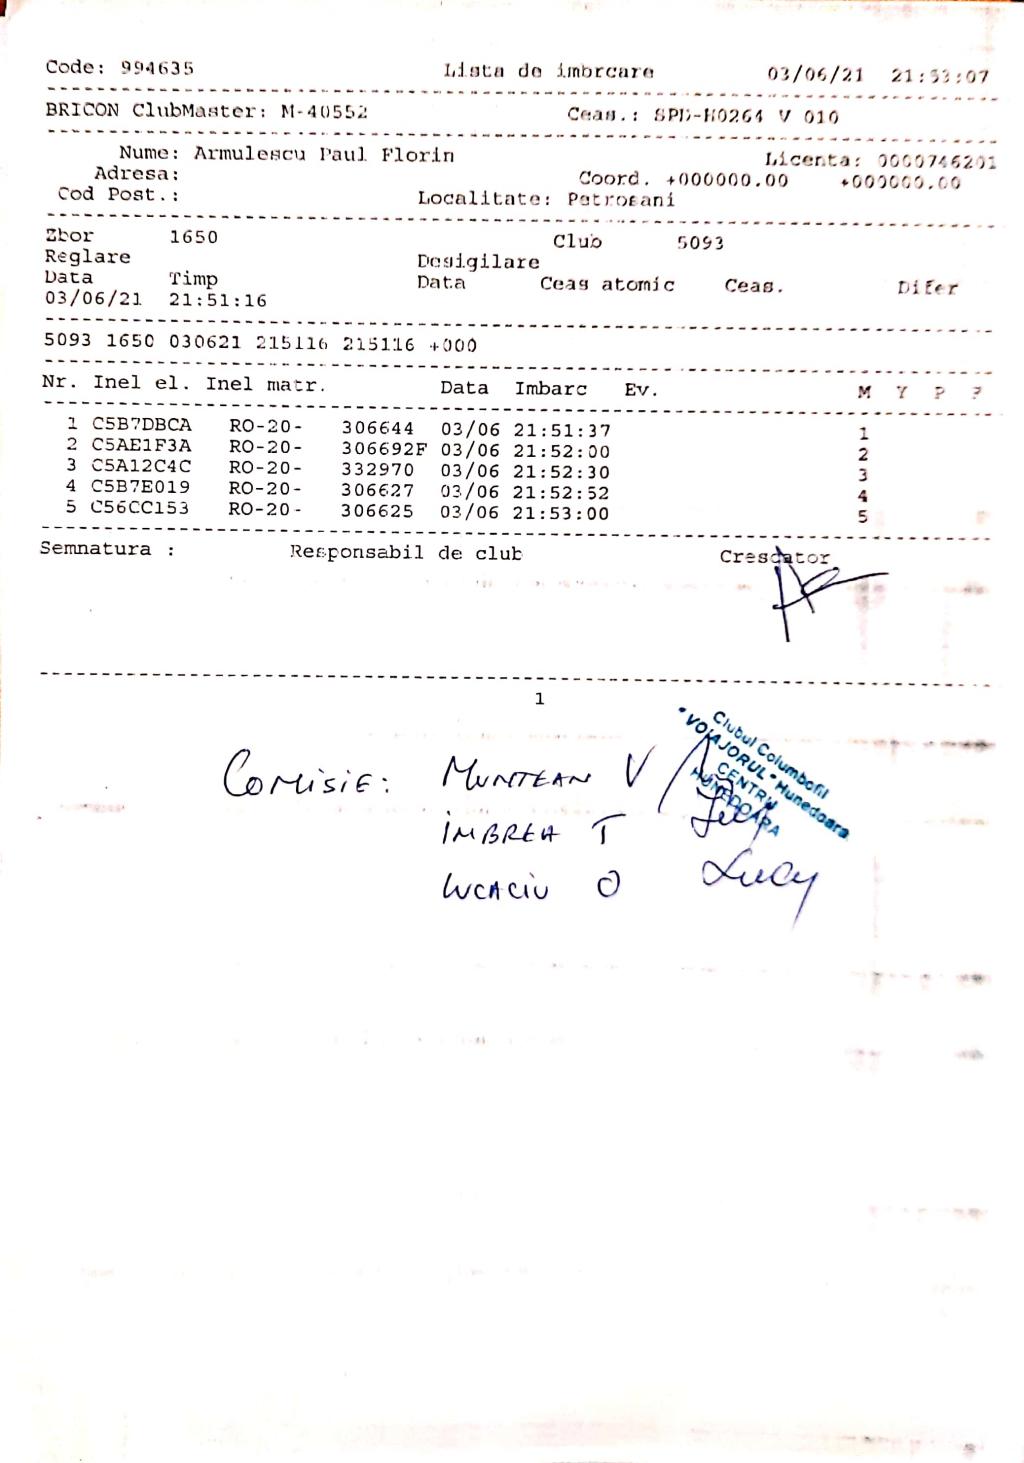 Code: 994635 Lista de imbrcare 03/06/21 21:53:07
BRICON ClubMaster: M-40552 Ceas.: SPD-H0264 V 010
Nume: Armulescu Paul Florin Licenta: 0000746201
Adresa: Coord. +000000.00 +000000.00
Cod Post.: Localitate: Petrosani
Zbor 1650 Club 5093
Reglare Desigilare
Data Timp Data Ceas atomic Ceas. Difer
03/06/21 21:51:16
5093 1650 030621 215116 215116 +000
Nr. Inel el. Inel matr. Data Imbarc Ev. M Y P ?
1 C5B7DBCA RO-20- 306644 03/06 21:51:37 1
2 C5AE1F3A RO-20- 306692F 03/06 21:52:00 2
3 C5A12C4C RO-20- 332970 03/06 21:52:30 3
4 C5B7E019 RO-20- 306627 03/06 21:52:52 4
5 C56CC153 RO-20- 306625 03/06 21:53:00 5
Semnatura : Responsabil de club Crescator
1
Clubul Columbofil
"VOIAJORUL" Hunedoara
CENTRU
HUNEDOARA
COMISIE: MUNTEAN V
IMBREA T
LUCACIU O Lucy